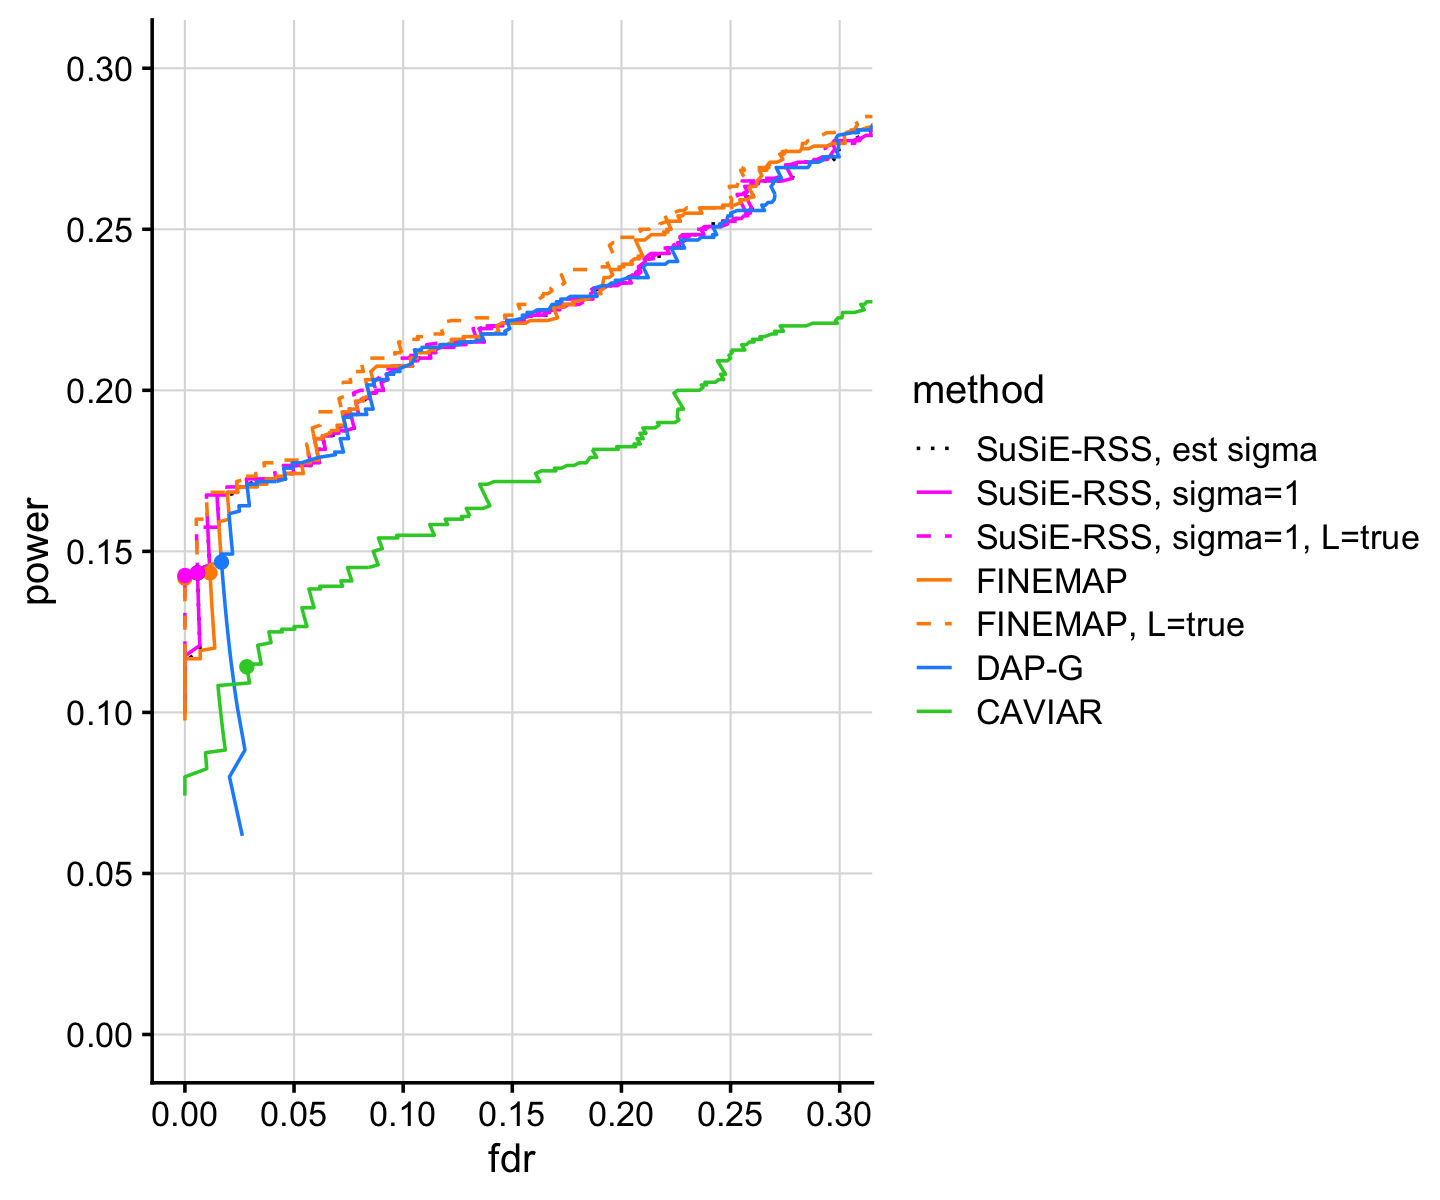 0.30
0.25
0.20
0.15
0.10
0.05
0.00
power
0.00 0.05 0.10 0.15 0.20 0.25 0.30
fdr
method
SuSiE-RSS, est sigma
SuSiE-RSS, sigma=1
SuSiE-RSS, sigma=1, L=true
FINEMAP
FINEMAP, L=true
DAP-G
CAVIAR